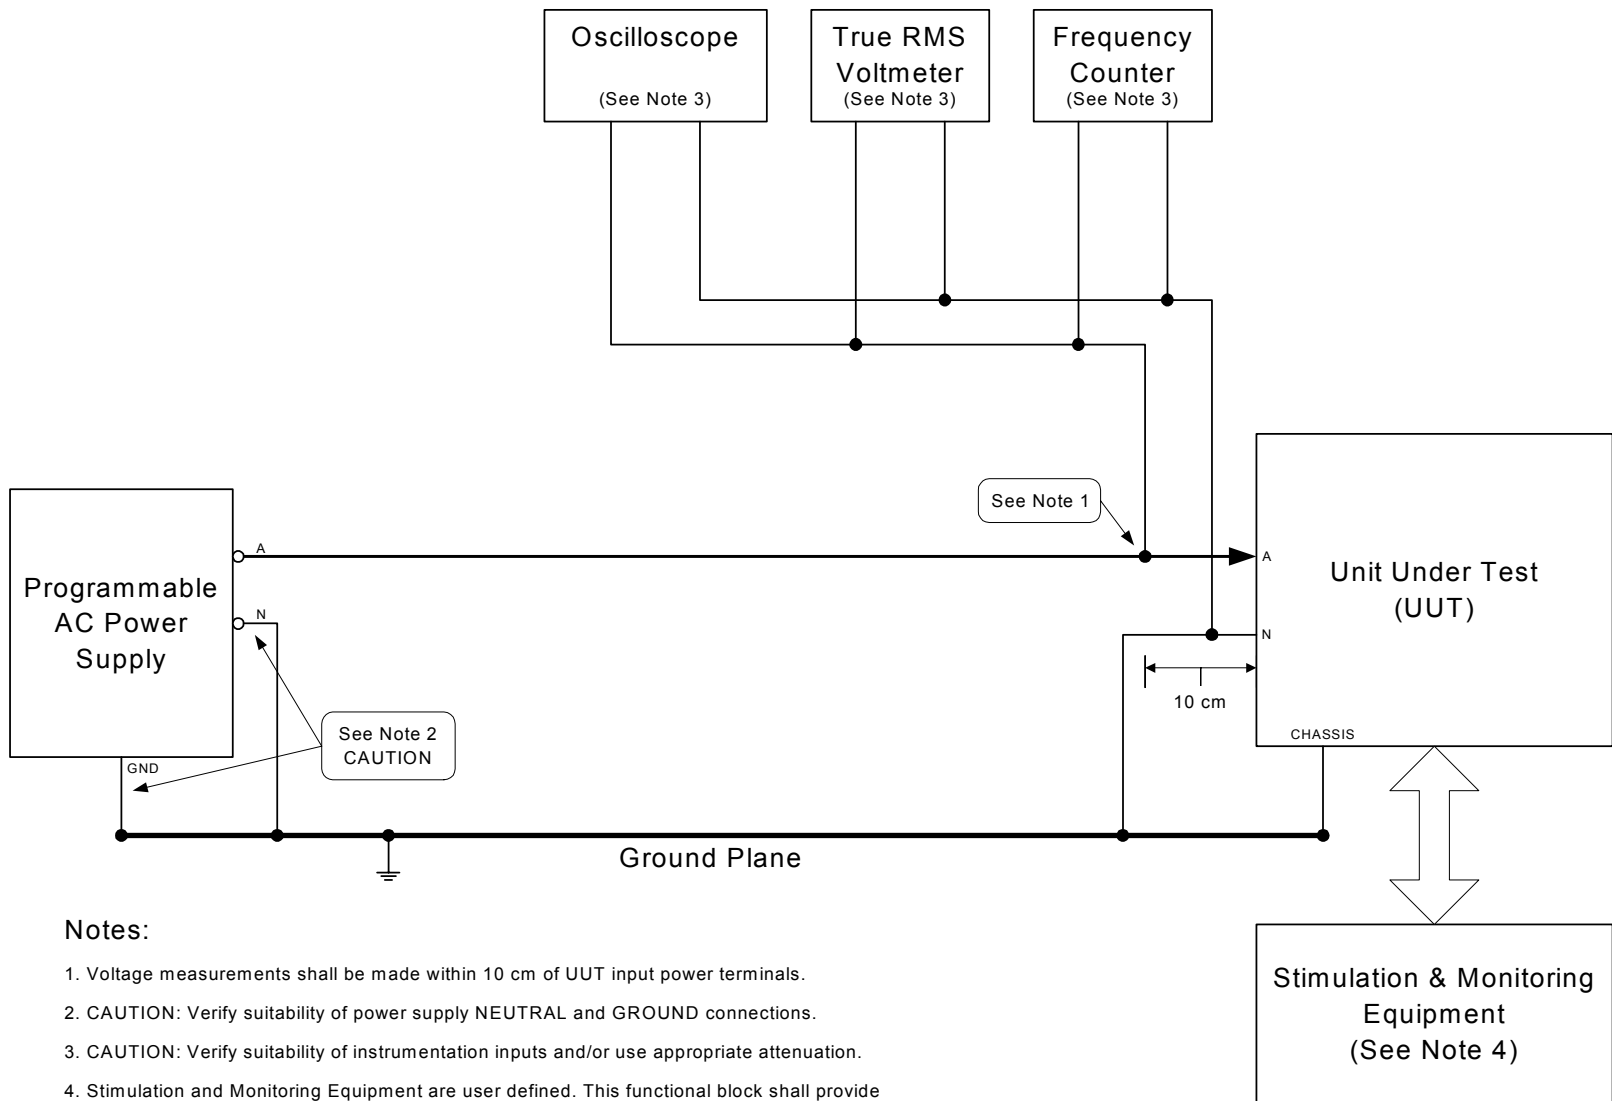 Oscilloscope
(See Note 3)
True RMS
Voltmeter
(See Note 3)
Frequency
Counter
(See Note 3)
See Note 1
Programmable
AC Power
Supply
A
N
GND
See Note 2
CAUTION
A
N
Unit Under Test
(UUT)
10 cm
CHASSIS
Ground Plane
Notes:
1. Voltage measurements shall be made within 10 cm of UUT input power terminals.
2. CAUTION: Verify suitability of power supply NEUTRAL and GROUND connections.
3. CAUTION: Verify suitability of instrumentation inputs and/or use appropriate attenuation.
4. Stimulation and Monitoring Equipment are user defined. This functional block shall provide
Stimulation & Monitoring
Equipment
(See Note 4)